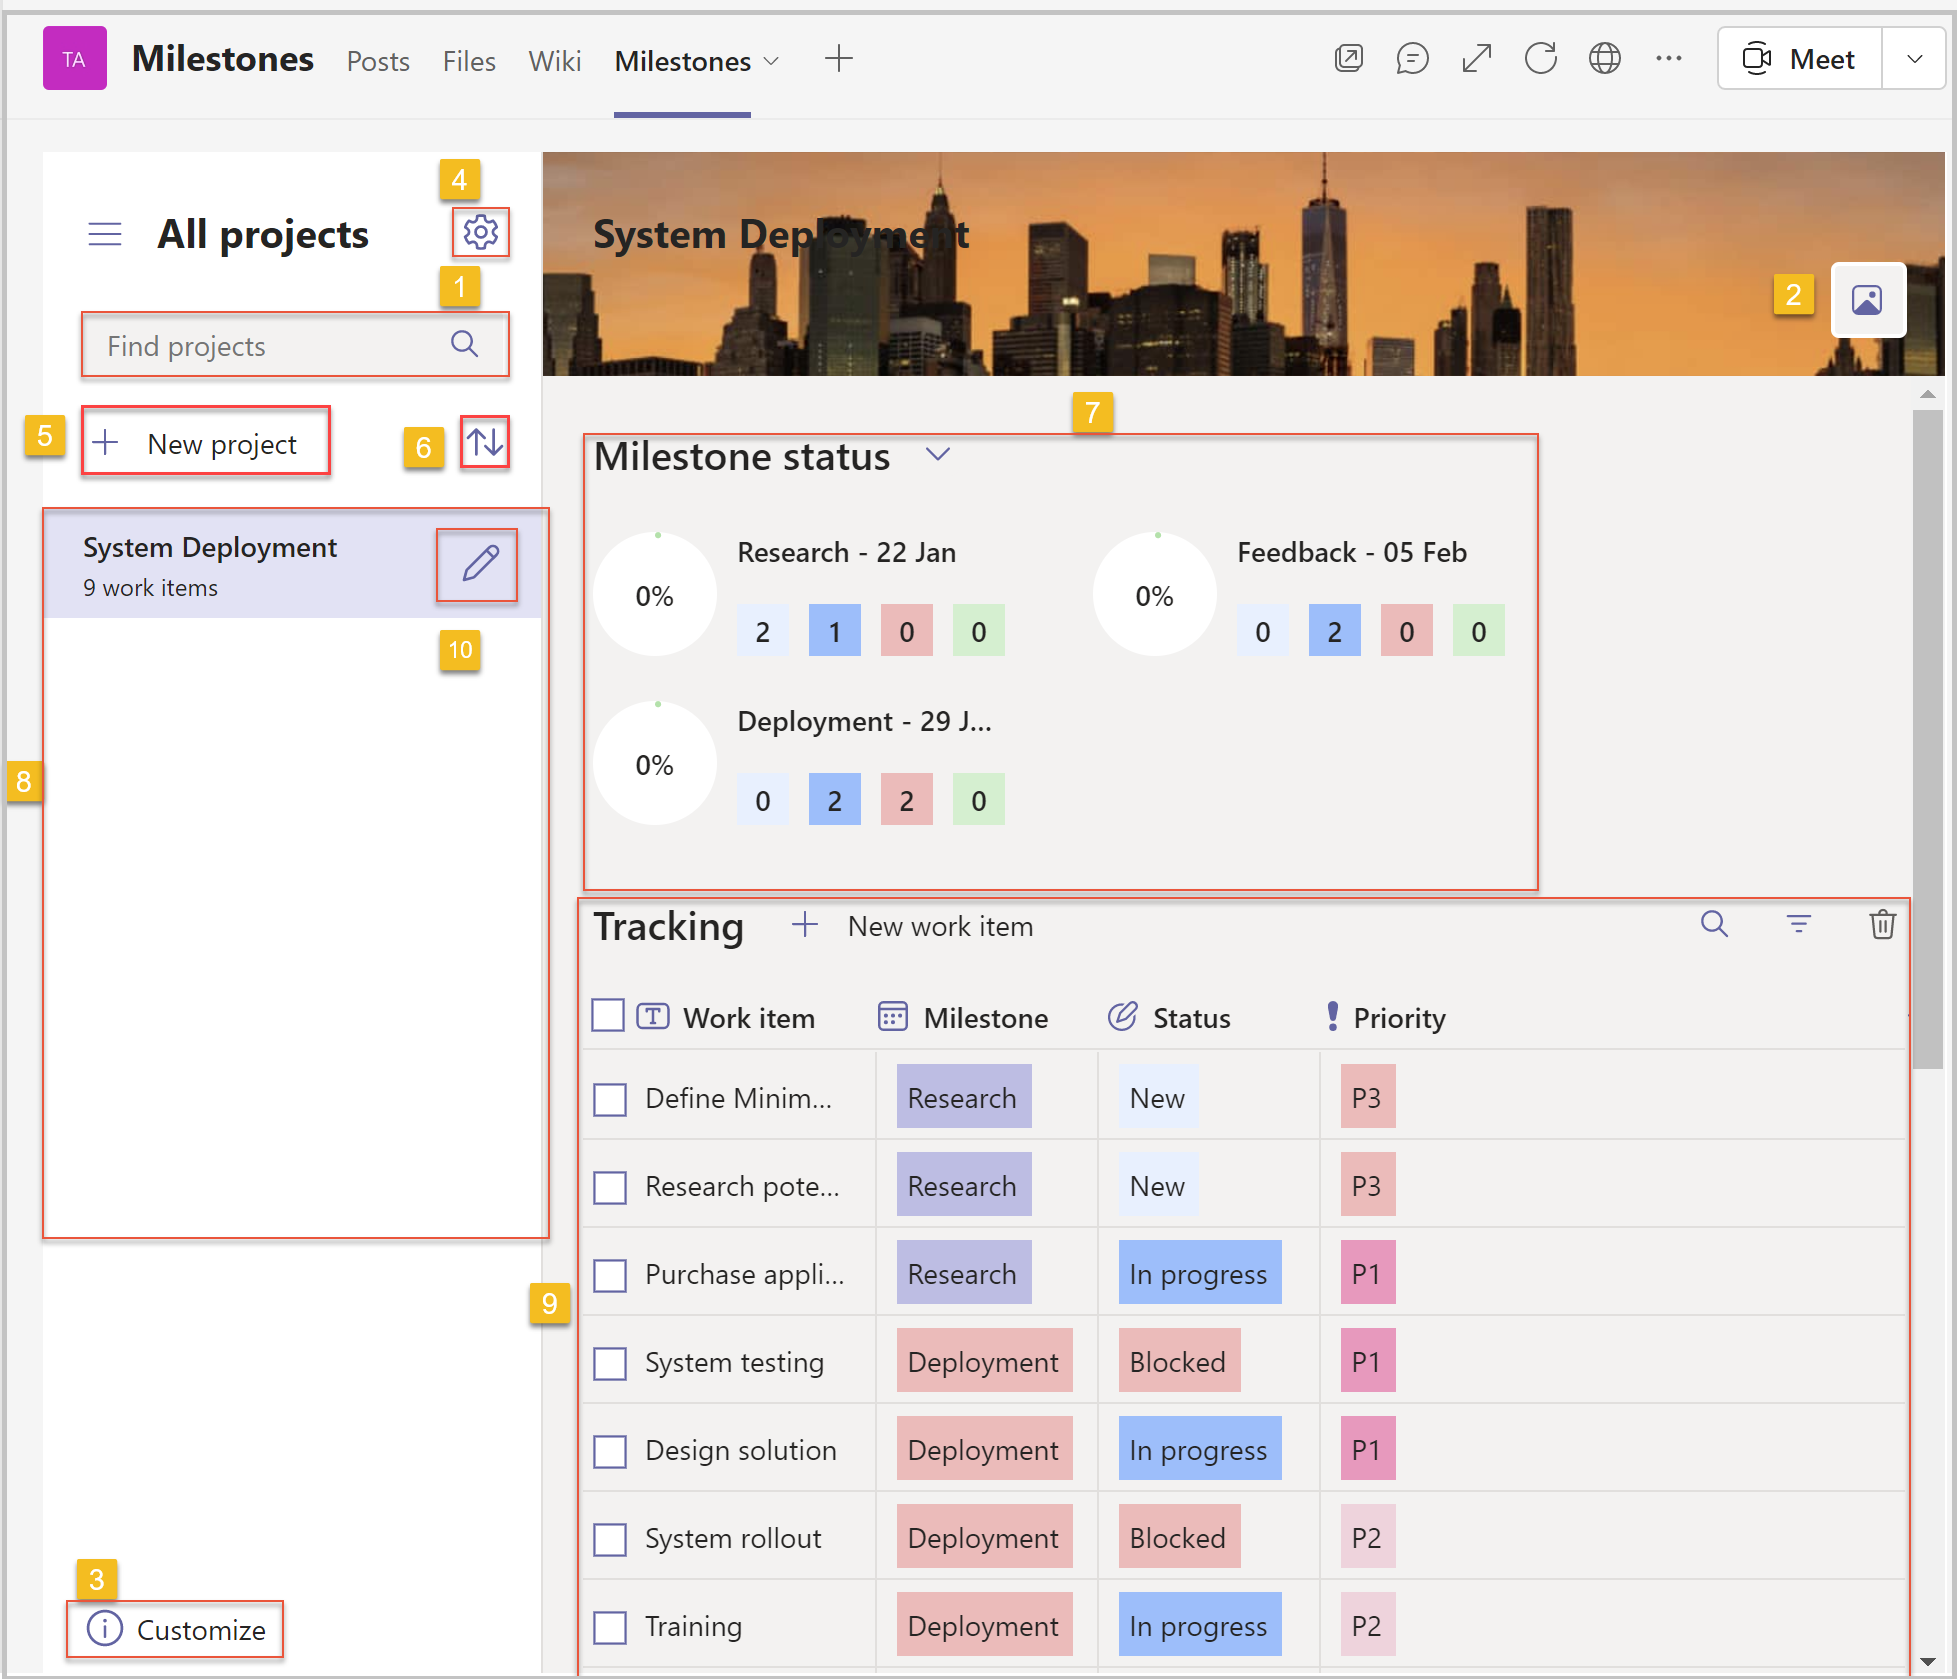 TA Milestones Posts Files Wiki Milestones Meet
4
All projects
1
Find projects
5 New project 6
System Deployment
9 work items
10
8
3
Customize
System Deployment
2
7
Milestone status
Research - 22 Jan
0%
2 1 0 0
Feedback - 05 Feb
0%
0 2 0 0
Deployment - 29 J...
0%
0 2 2 0
9
Tracking New work item
Work item Milestone Status Priority
Define Minim... Research New P3
Research pote... Research New P3
Purchase appli... Research In progress P1
System testing Deployment Blocked P1
Design solution Deployment In progress P1
System rollout Deployment Blocked P2
Training Deployment In progress P2